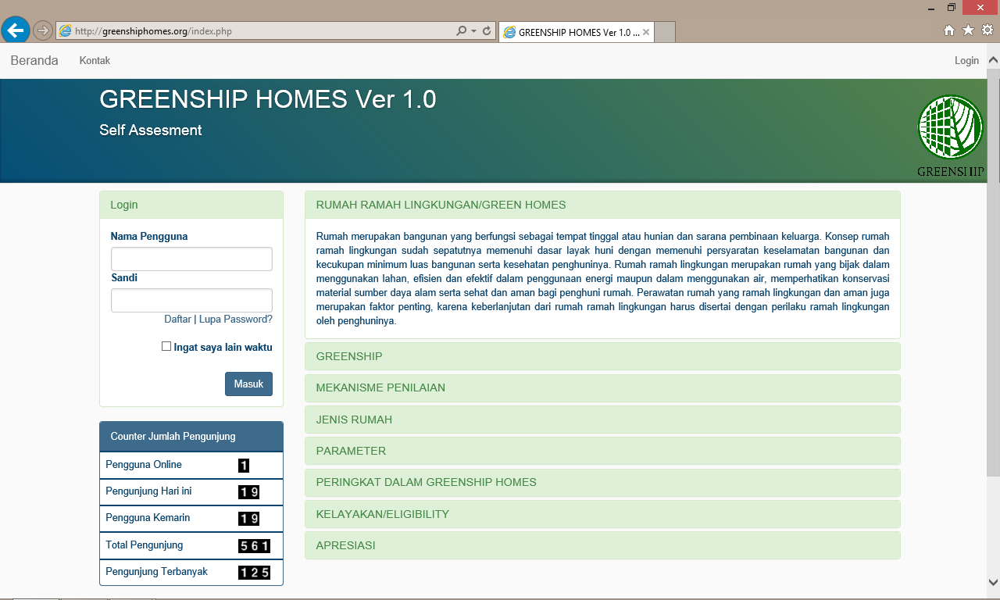 http://greenshiphomes.org/index.php
GREENSHIP HOMES Ver 1.0 ...
Beranda Kontak Login
GREENSHIP HOMES Ver 1.0
Self Assesment
GREENSHIP
Login
Nama Pengguna
Sandi
Daftar | Lupa Password?
Ingat saya lain waktu
Masuk
Counter Jumlah Pengunjung
Pengguna Online 1
Pengunjung Hari ini 19
Pengguna Kemarin 19
Total Pengunjung 561
Pengunjung Terbanyak 125
RUMAH RAMAH LINGKUNGAN/GREEN HOMES
Rumah merupakan bangunan yang berfungsi sebagai tempat tinggal atau hunian dan sarana pembinaan keluarga. Konsep rumah
ramah lingkungan sudah sepatutnya memenuhi dasar layak huni dengan memenuhi persyaratan keselamatan bangunan dan
kecukupan minimum luas bangunan serta kesehatan penghuninya. Rumah ramah lingkungan merupakan rumah yang bijak dalam
menggunakan lahan, efisien dan efektif dalam penggunaan energi maupun dalam menggunakan air, memperhatikan konservasi
material sumber daya alam serta sehat dan aman bagi penghuni rumah. Perawatan rumah yang ramah lingkungan dan aman juga
merupakan faktor penting, karena keberlanjutan dari rumah ramah lingkungan harus disertai dengan perilaku ramah lingkungan
oleh penghuninya.
GREENSHIP
MEKANISME PENILAIAN
JENIS RUMAH
PARAMETER
PERINGKAT DALAM GREENSHIP HOMES
KELAYAKAN/ELIGIBILITY
APRESIASI